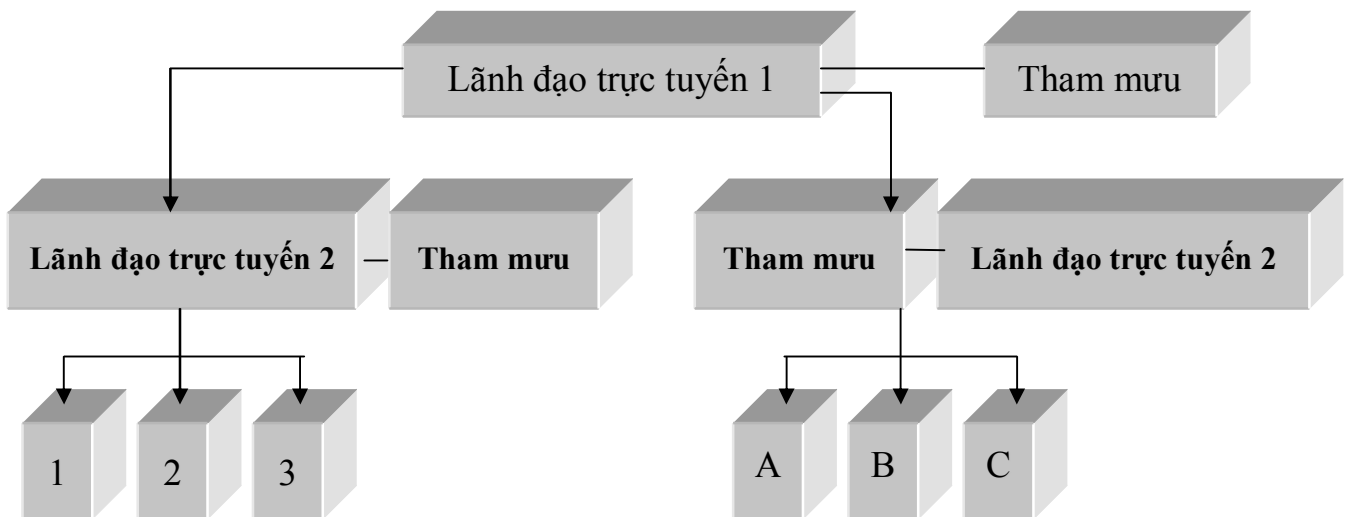 Lãnh đạo trực tuyến 1
Tham mưu
Lãnh đạo trực tuyến 2
Tham mưu
Tham mưu
Lãnh đạo trực tuyến 2
1
2
3
A
B
C